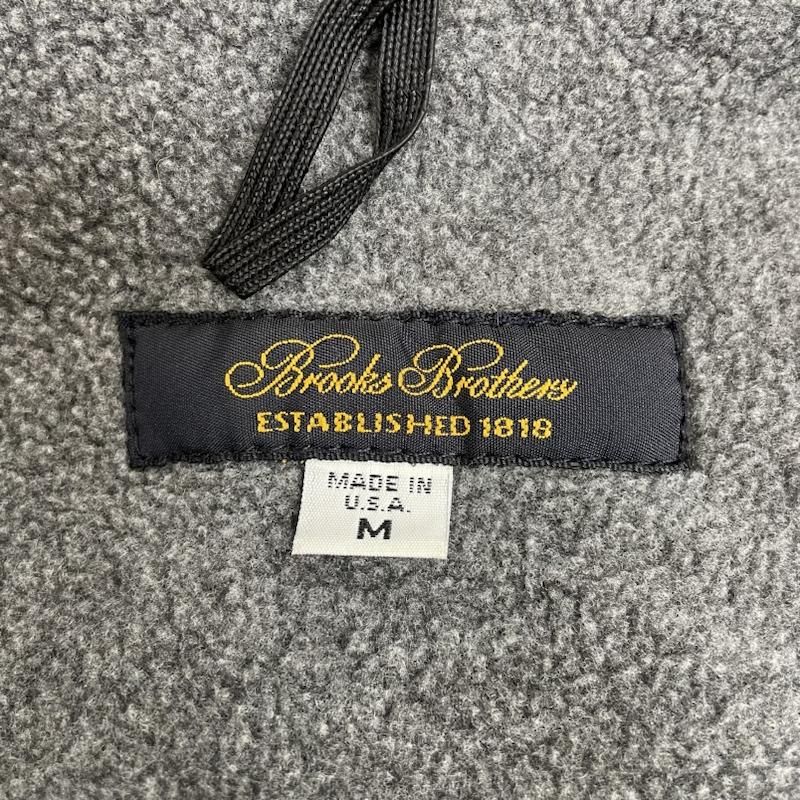 Brooks Brothers
ESTABLISHED 1818
MADE IN
U.S.A.
M